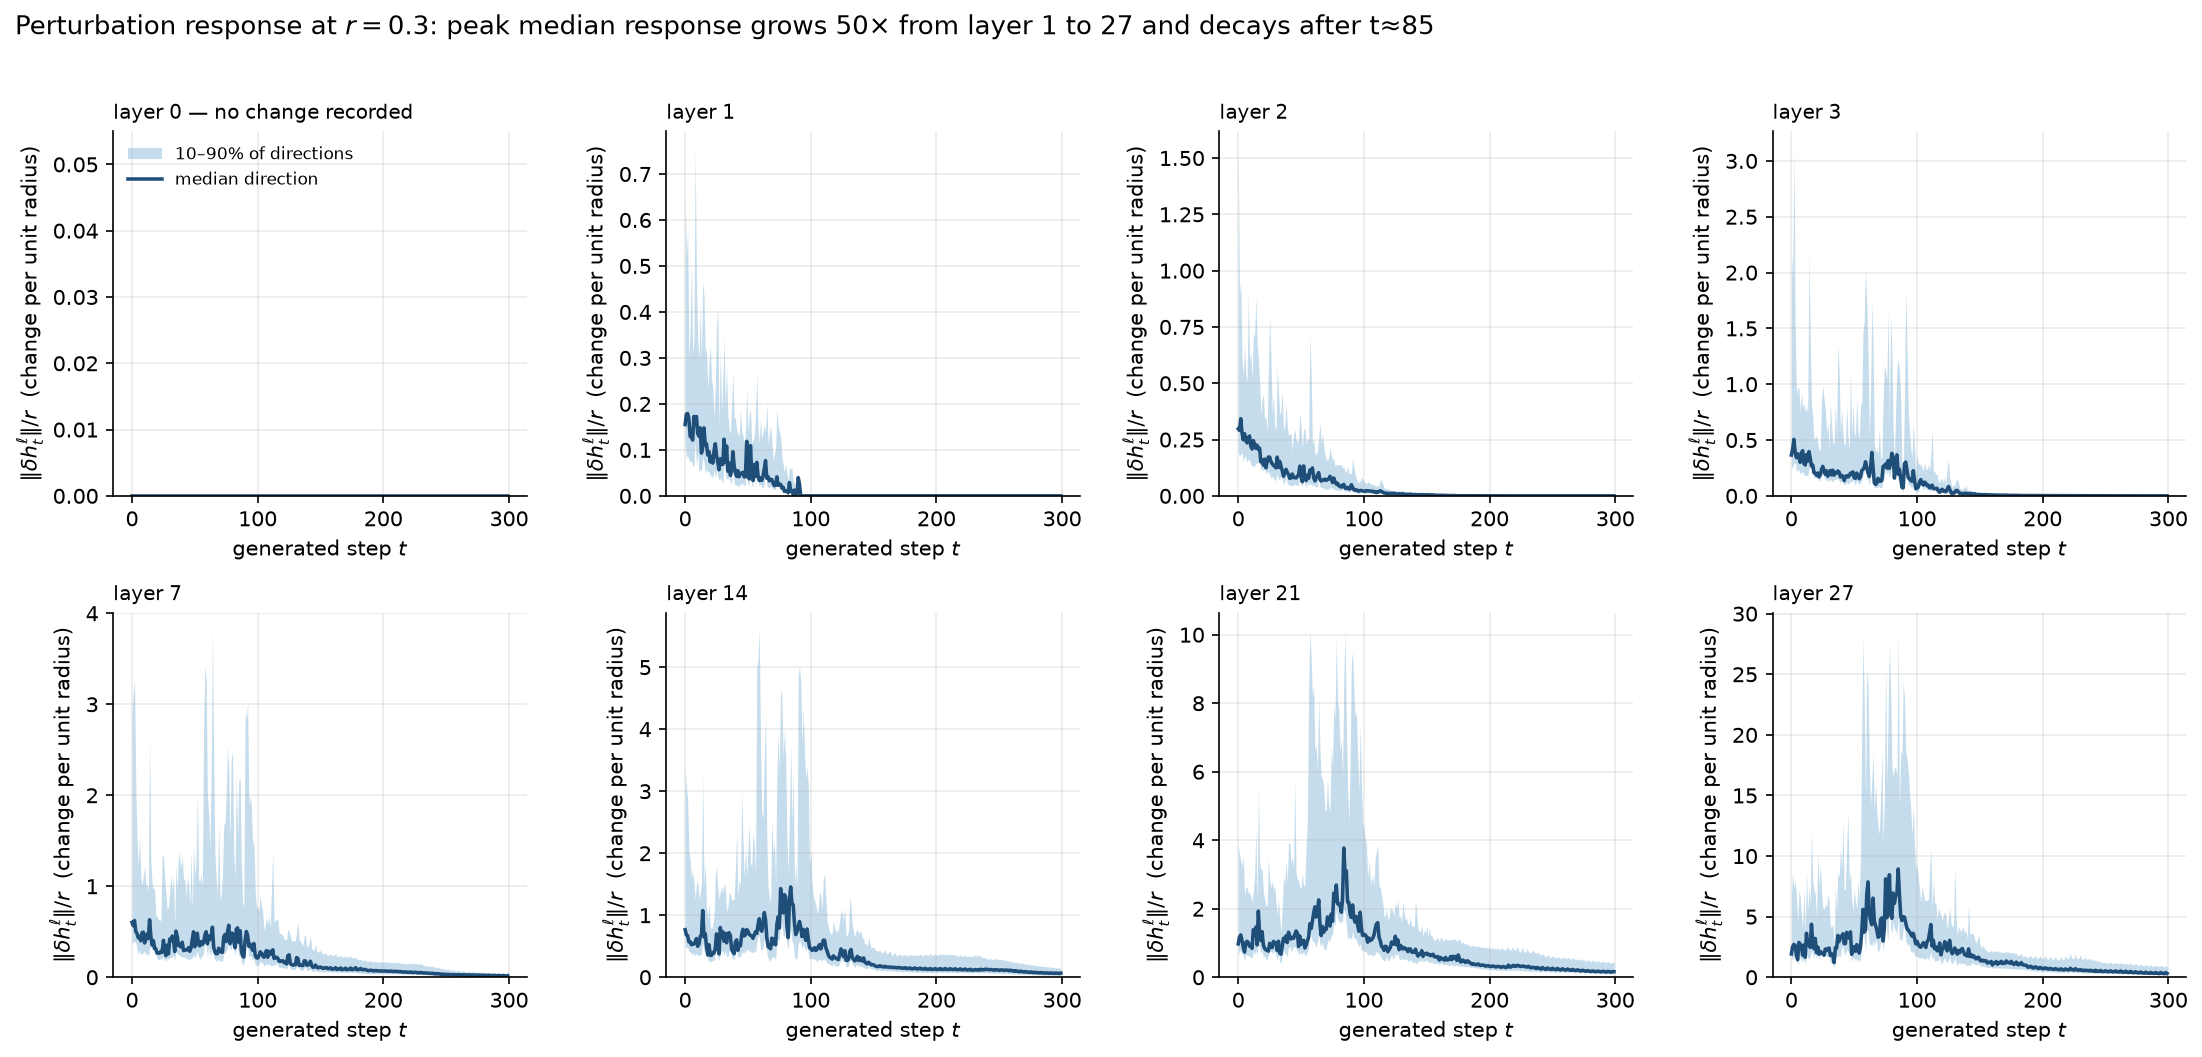 Perturbation response at r = 0.3: peak median response grows 50× from layer 1 to 27 and decays after t≈85
layer 0 — no change recorded
10–90% of directions
median direction
‖δhₜˡ‖/r (change per unit radius)
0.05
0.04
0.03
0.02
0.01
0.00
0 100 200 300
generated step t
layer 1
‖δhₜˡ‖/r (change per unit radius)
0.7
0.6
0.5
0.4
0.3
0.2
0.1
0.0
0 100 200 300
generated step t
layer 2
‖δhₜˡ‖/r (change per unit radius)
1.50
1.25
1.00
0.75
0.50
0.25
0.00
0 100 200 300
generated step t
layer 3
‖δhₜˡ‖/r (change per unit radius)
3.0
2.5
2.0
1.5
1.0
0.5
0.0
0 100 200 300
generated step t
layer 7
‖δhₜˡ‖/r (change per unit radius)
4
3
2
1
0
0 100 200 300
generated step t
layer 14
‖δhₜˡ‖/r (change per unit radius)
5
4
3
2
1
0
0 100 200 300
generated step t
layer 21
‖δhₜˡ‖/r (change per unit radius)
10
8
6
4
2
0
0 100 200 300
generated step t
layer 27
‖δhₜˡ‖/r (change per unit radius)
30
25
20
15
10
5
0
0 100 200 300
generated step t